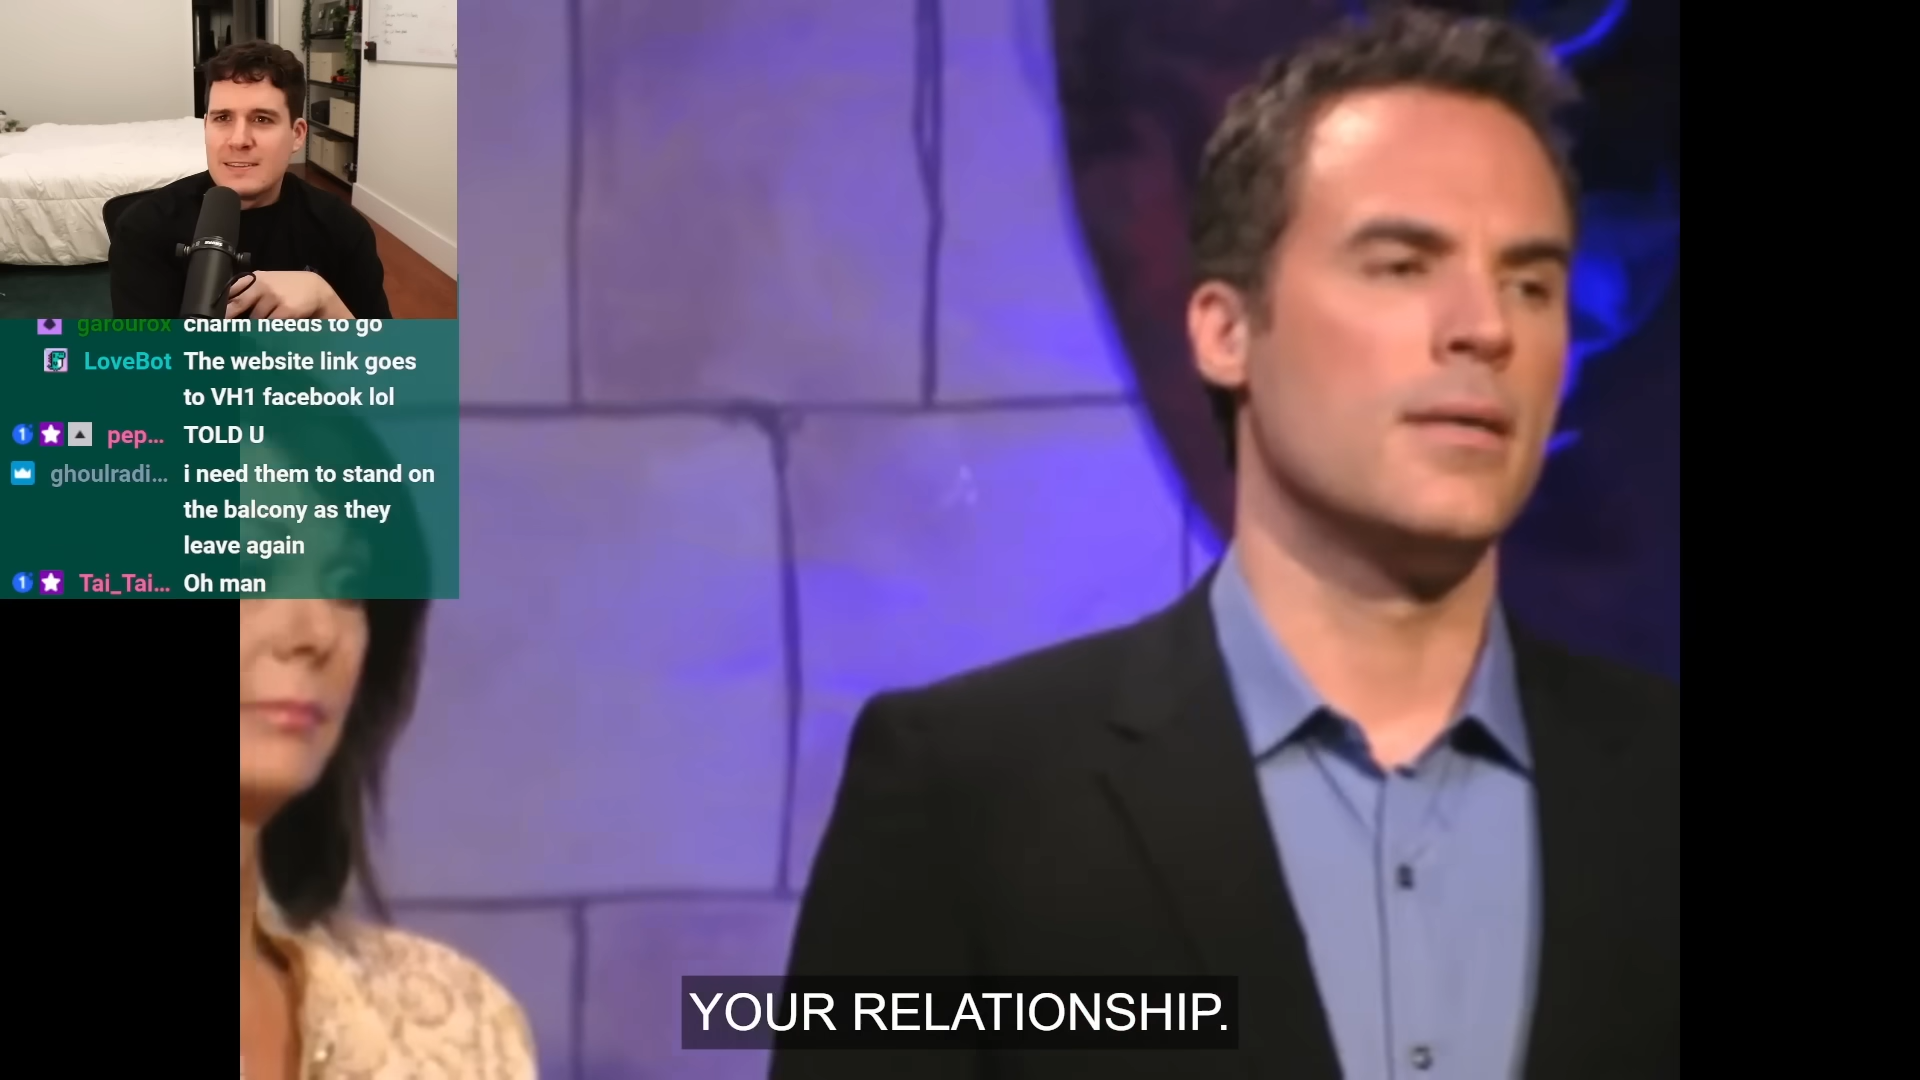 garourox charm needs to go
LoveBot The website link goes
to VH1 facebook lol
pep... TOLD U
ghoulradi... i need them to stand on
the balcony as they
leave again
Tai_Tai... Oh man
YOUR RELATIONSHIP.